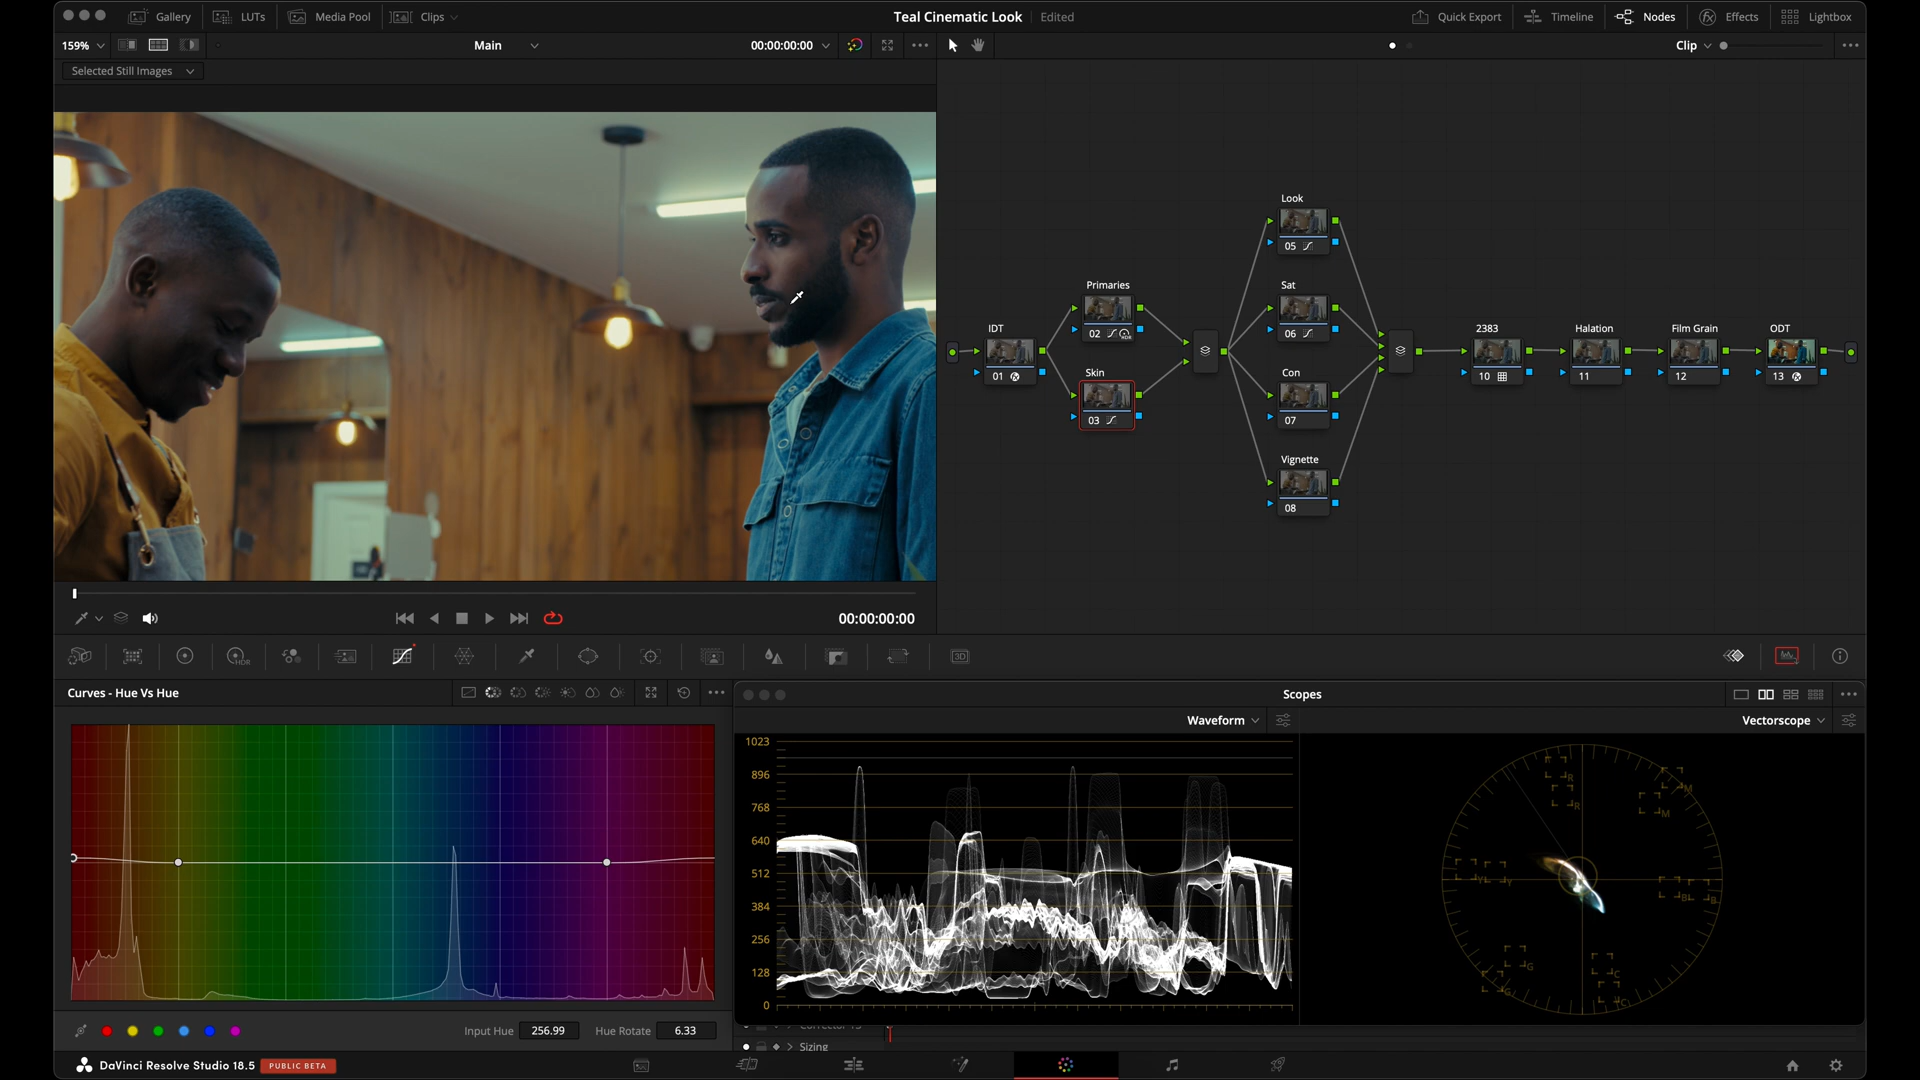 Gallery LUTs Media Pool Clips Teal Cinematic Look Edited Quick Export Timeline Nodes Effects Lightbox
159% Main 00:00:00:00 Clip
Selected Still Images
Look
05
Primaries
02
HDR
Sat
06
IDT
01
2383
10
Halation
11
Film Grain
12
ODT
13
Skin
03
Con
07
Vignette
08
00:00:00:00
HDR
3D
Curves - Hue Vs Hue
Scopes
Waveform
Vectorscope
1023
896
768
640
512
384
256
128
0
R
R
M
M
Y
Y
B
B
G
G
C
C
Input Hue 256.99 Hue Rotate 6.33
Sizing
DaVinci Resolve Studio 18.5 PUBLIC BETA